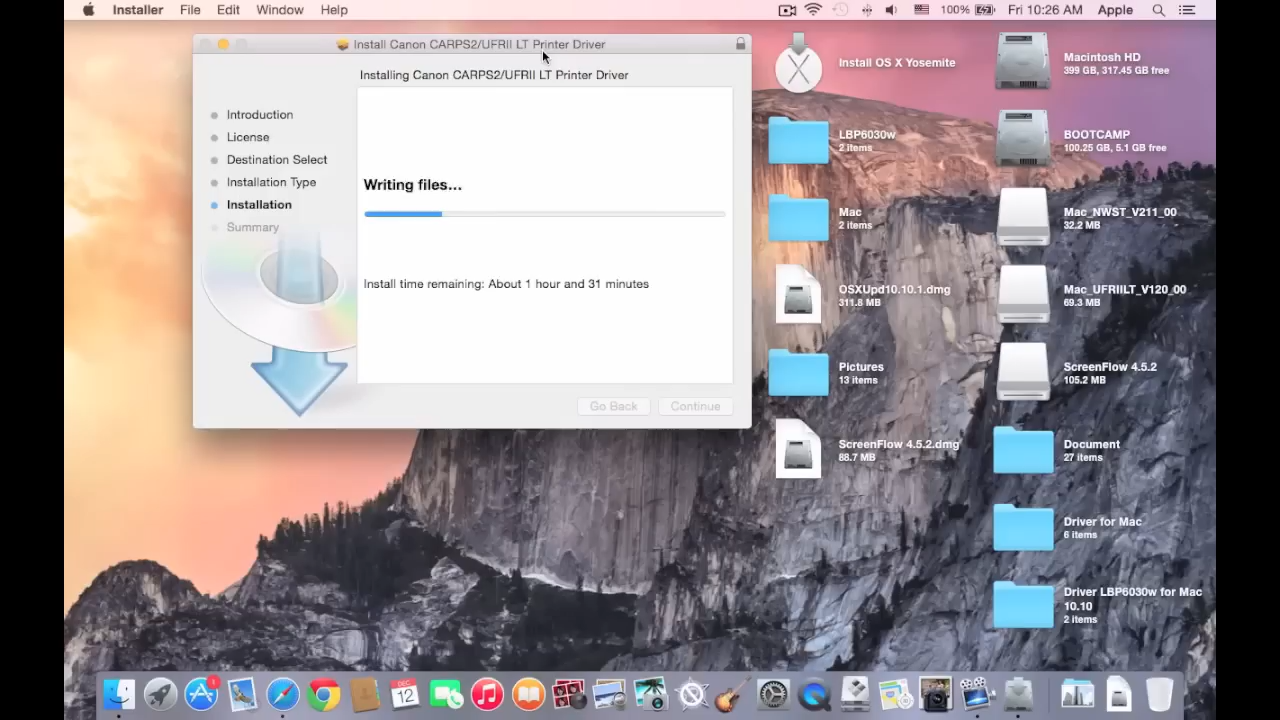 Installer File Edit Window Help 100% Fri 10:26 AM Apple
Install Canon CARPS2/UFRII LT Printer Driver
Installing Canon CARPS2/UFRII LT Printer Driver
Introduction
License
Destination Select
Installation Type
Installation
Summary
Writing files...
Install time remaining: About 1 hour and 31 minutes
Go Back Continue
Install OS X Yosemite
LBP6030w
2 items
Mac
2 items
OSXUpd10.10.1.dmg
311.8 MB
Pictures
13 items
ScreenFlow 4.5.2.dmg
88.7 MB
Macintosh HD
399 GB, 317.45 GB free
BOOTCAMP
100.25 GB, 5.1 GB free
Mac_NWST_V211_00
32.2 MB
Mac_UFRIILT_V120_00
69.3 MB
ScreenFlow 4.5.2
105.2 MB
Document
27 items
Driver for Mac
6 items
Driver LBP6030w for Mac
10.10
2 items
1
DEC
12